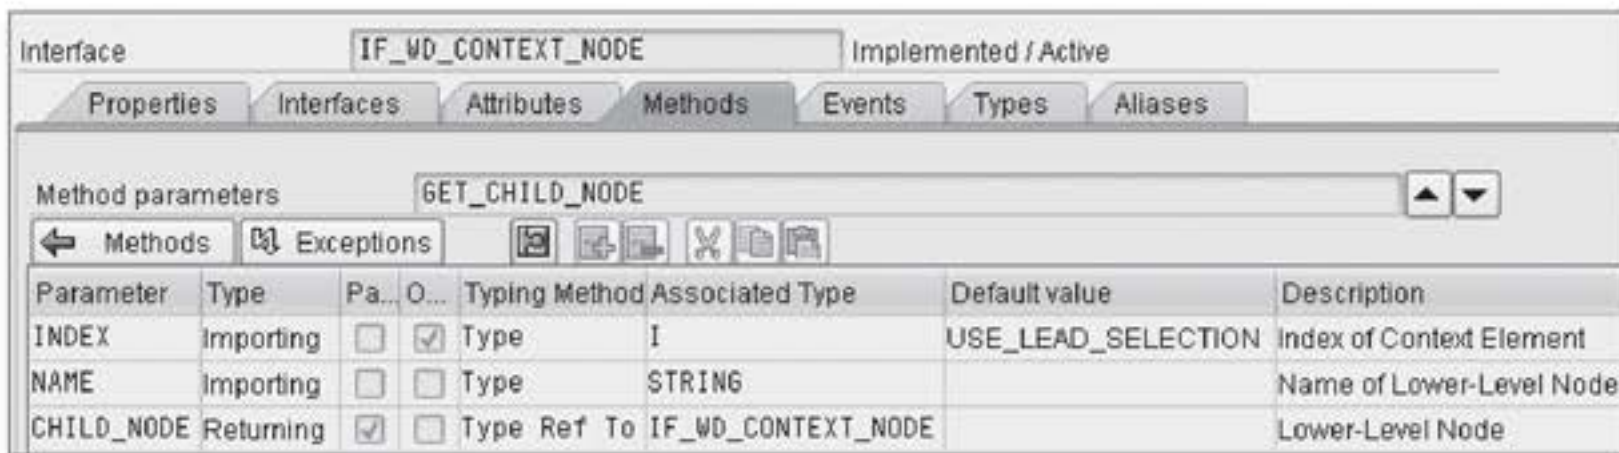 Interface IF_WD_CONTEXT_NODE Implemented / Active
Properties Interfaces Attributes Methods Events Types Aliases
Method parameters GET_CHILD_NODE
Methods Exceptions
Parameter Type Pa... O... Typing Method Associated Type Default value Description
INDEX Importing Type I USE_LEAD_SELECTION Index of Context Element
NAME Importing Type STRING Name of Lower-Level Node
CHILD_NODE Returning Type Ref To IF_WD_CONTEXT_NODE Lower-Level Node